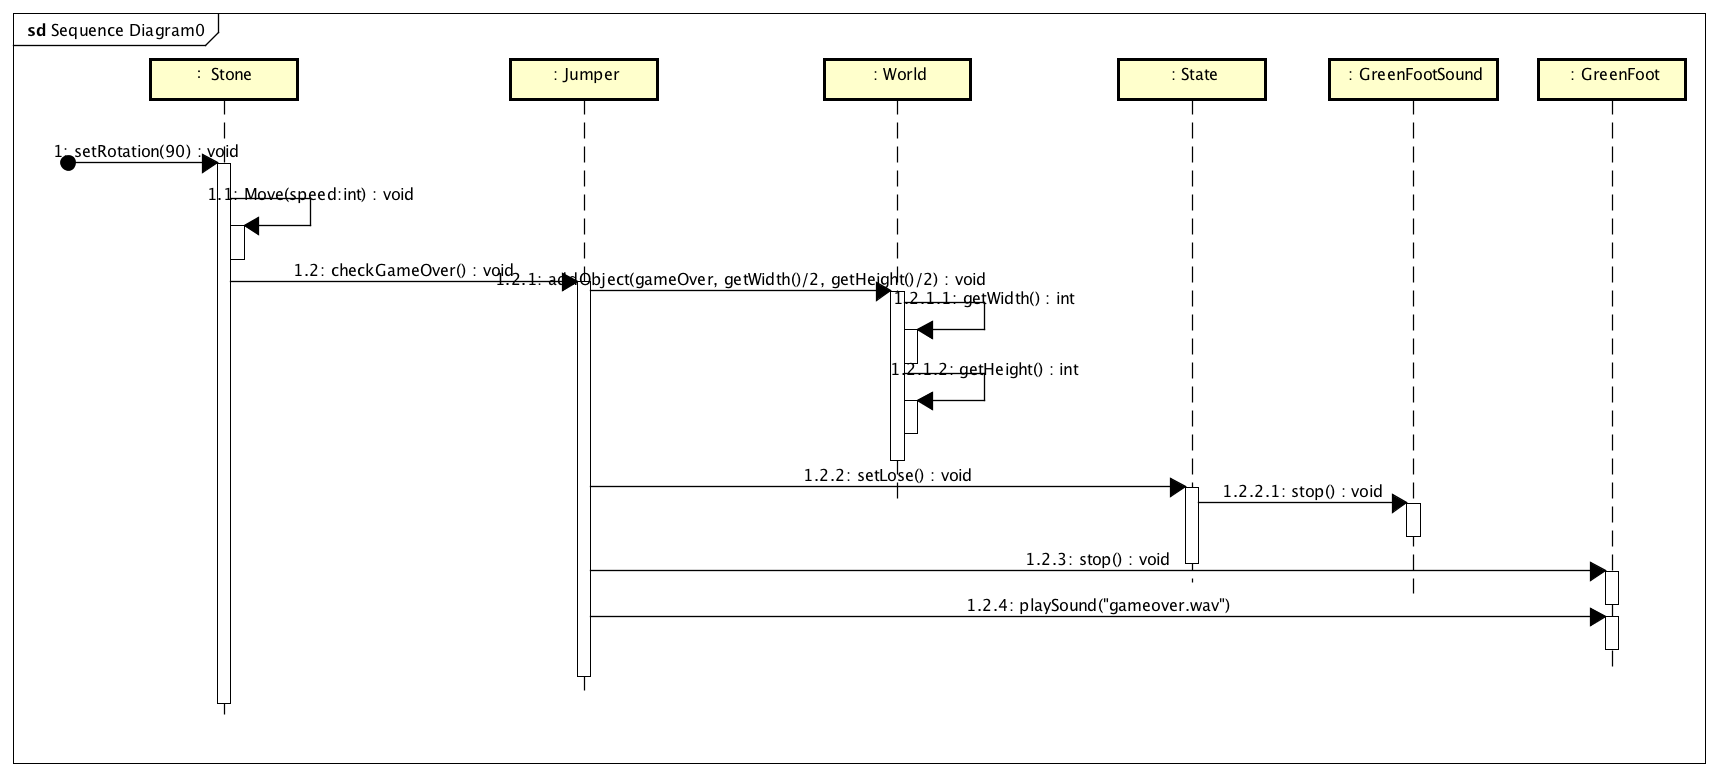 sd Sequence Diagram0
: Stone
: Jumper
: World
: State
: GreenFootSound
: GreenFoot
1: setRotation(90) : void
1.1: Move(speed:int) : void
1.2: checkGameOver() : void
1.2.1: addObject(gameOver, getWidth()/2, getHeight()/2) : void
1.2.1.1: getWidth() : int
1.2.1.2: getHeight() : int
1.2.2: setLose() : void
1.2.2.1: stop() : void
1.2.3: stop() : void
1.2.4: playSound("gameover.wav")